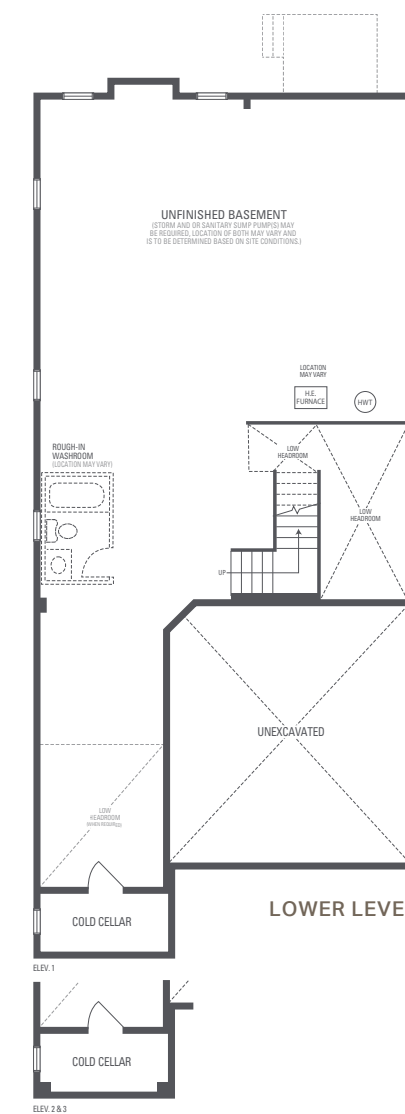 UNFINISHED BASEMENT
(STORM AND OR SANITARY SUMP PUMP(S) MAY
BE REQUIRED, LOCATION OF BOTH MAY VARY AND
IS TO BE DETERMINED BASED ON SITE CONDITIONS.)
LOCATION
MAY VARY
H.E.
FURNACE
HWT
ROUGH-IN
WASHROOM
(LOCATION MAY VARY)
LOW
HEADROOM
LOW
HEADROOM
UP
UNEXCAVATED
LOW
HEADROOM
(WHEN REQUIRED)
LOWER LEVE
COLD CELLAR
ELEV. 1
COLD CELLAR
ELEV. 2 & 3